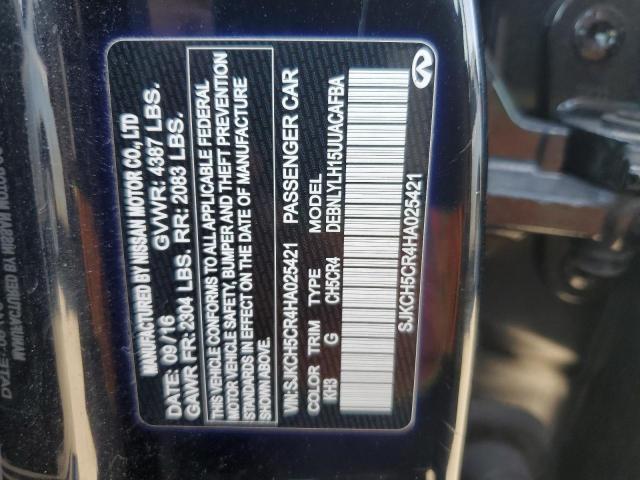 MANUFACTURED BY NISSAN MOTOR CO., LTD
DATE: 09/16 GVWR: 4387 LBS.
GAWR FR: 2304 LBS. RR: 2083 LBS.
THIS VEHICLE CONFORMS TO ALL APPLICABLE FEDERAL
MOTOR VEHICLE SAFETY, BUMPER AND THEFT PREVENTION
STANDARDS IN EFFECT ON THE DATE OF MANUFACTURE
SHOWN ABOVE.
VIN:SJKCH5CR4HA025421 PASSENGER CAR
COLOR TRIM TYPE MODEL
KH3 G CH5CR4 DEBNLYLH15UUACAFBA
SJKCH5CR4HA025421